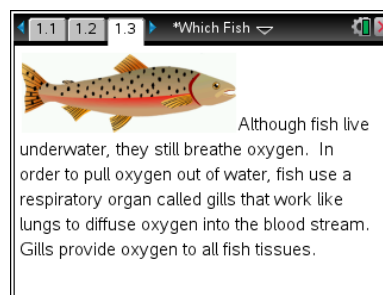 1.1 1.2 1.3 *Which Fish
Although fish live
underwater, they still breathe oxygen. In
order to pull oxygen out of water, fish use a
respiratory organ called gills that work like
lungs to diffuse oxygen into the blood stream.
Gills provide oxygen to all fish tissues.